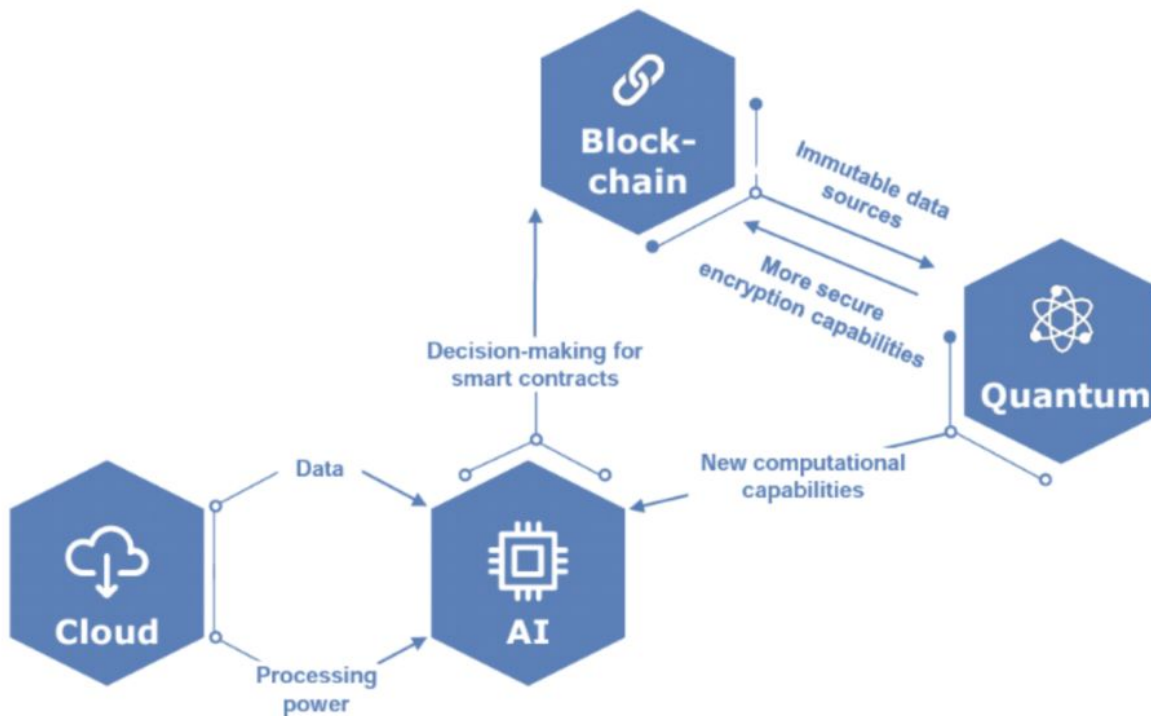 Block-
chain
Immutable data
sources
More secure
encryption capabilities
Quantum
Decision-making for
smart contracts
New computational
capabilities
Data
Cloud
AI
Processing
power